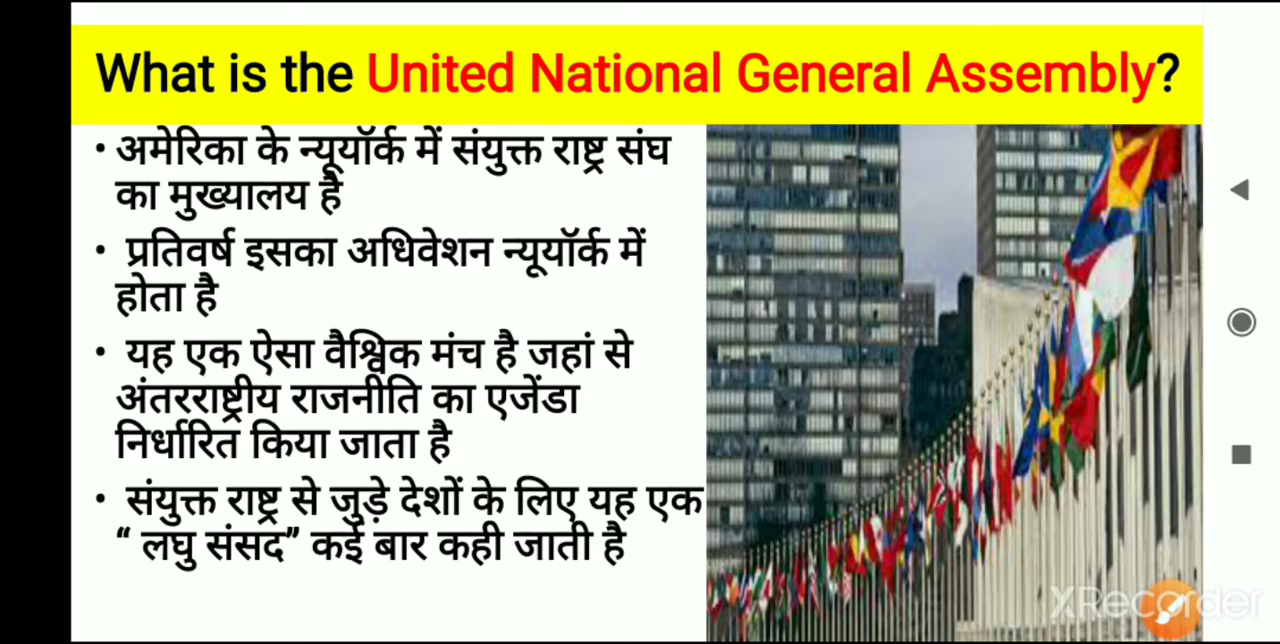 What is the United National General Assembly?
• अमेरिका के न्यूयॉर्क में संयुक्त राष्ट्र संघ
का मुख्यालय है
• प्रतिवर्ष इसका अधिवेशन न्यूयॉर्क में
होता है
• यह एक ऐसा वैश्विक मंच है जहां से
अंतरराष्ट्रीय राजनीति का एजेंडा
निर्धारित किया जाता है
• संयुक्त राष्ट्र से जुड़े देशों के लिए यह एक
“ लघु संसद” कई बार कही जाती है
XRecorder